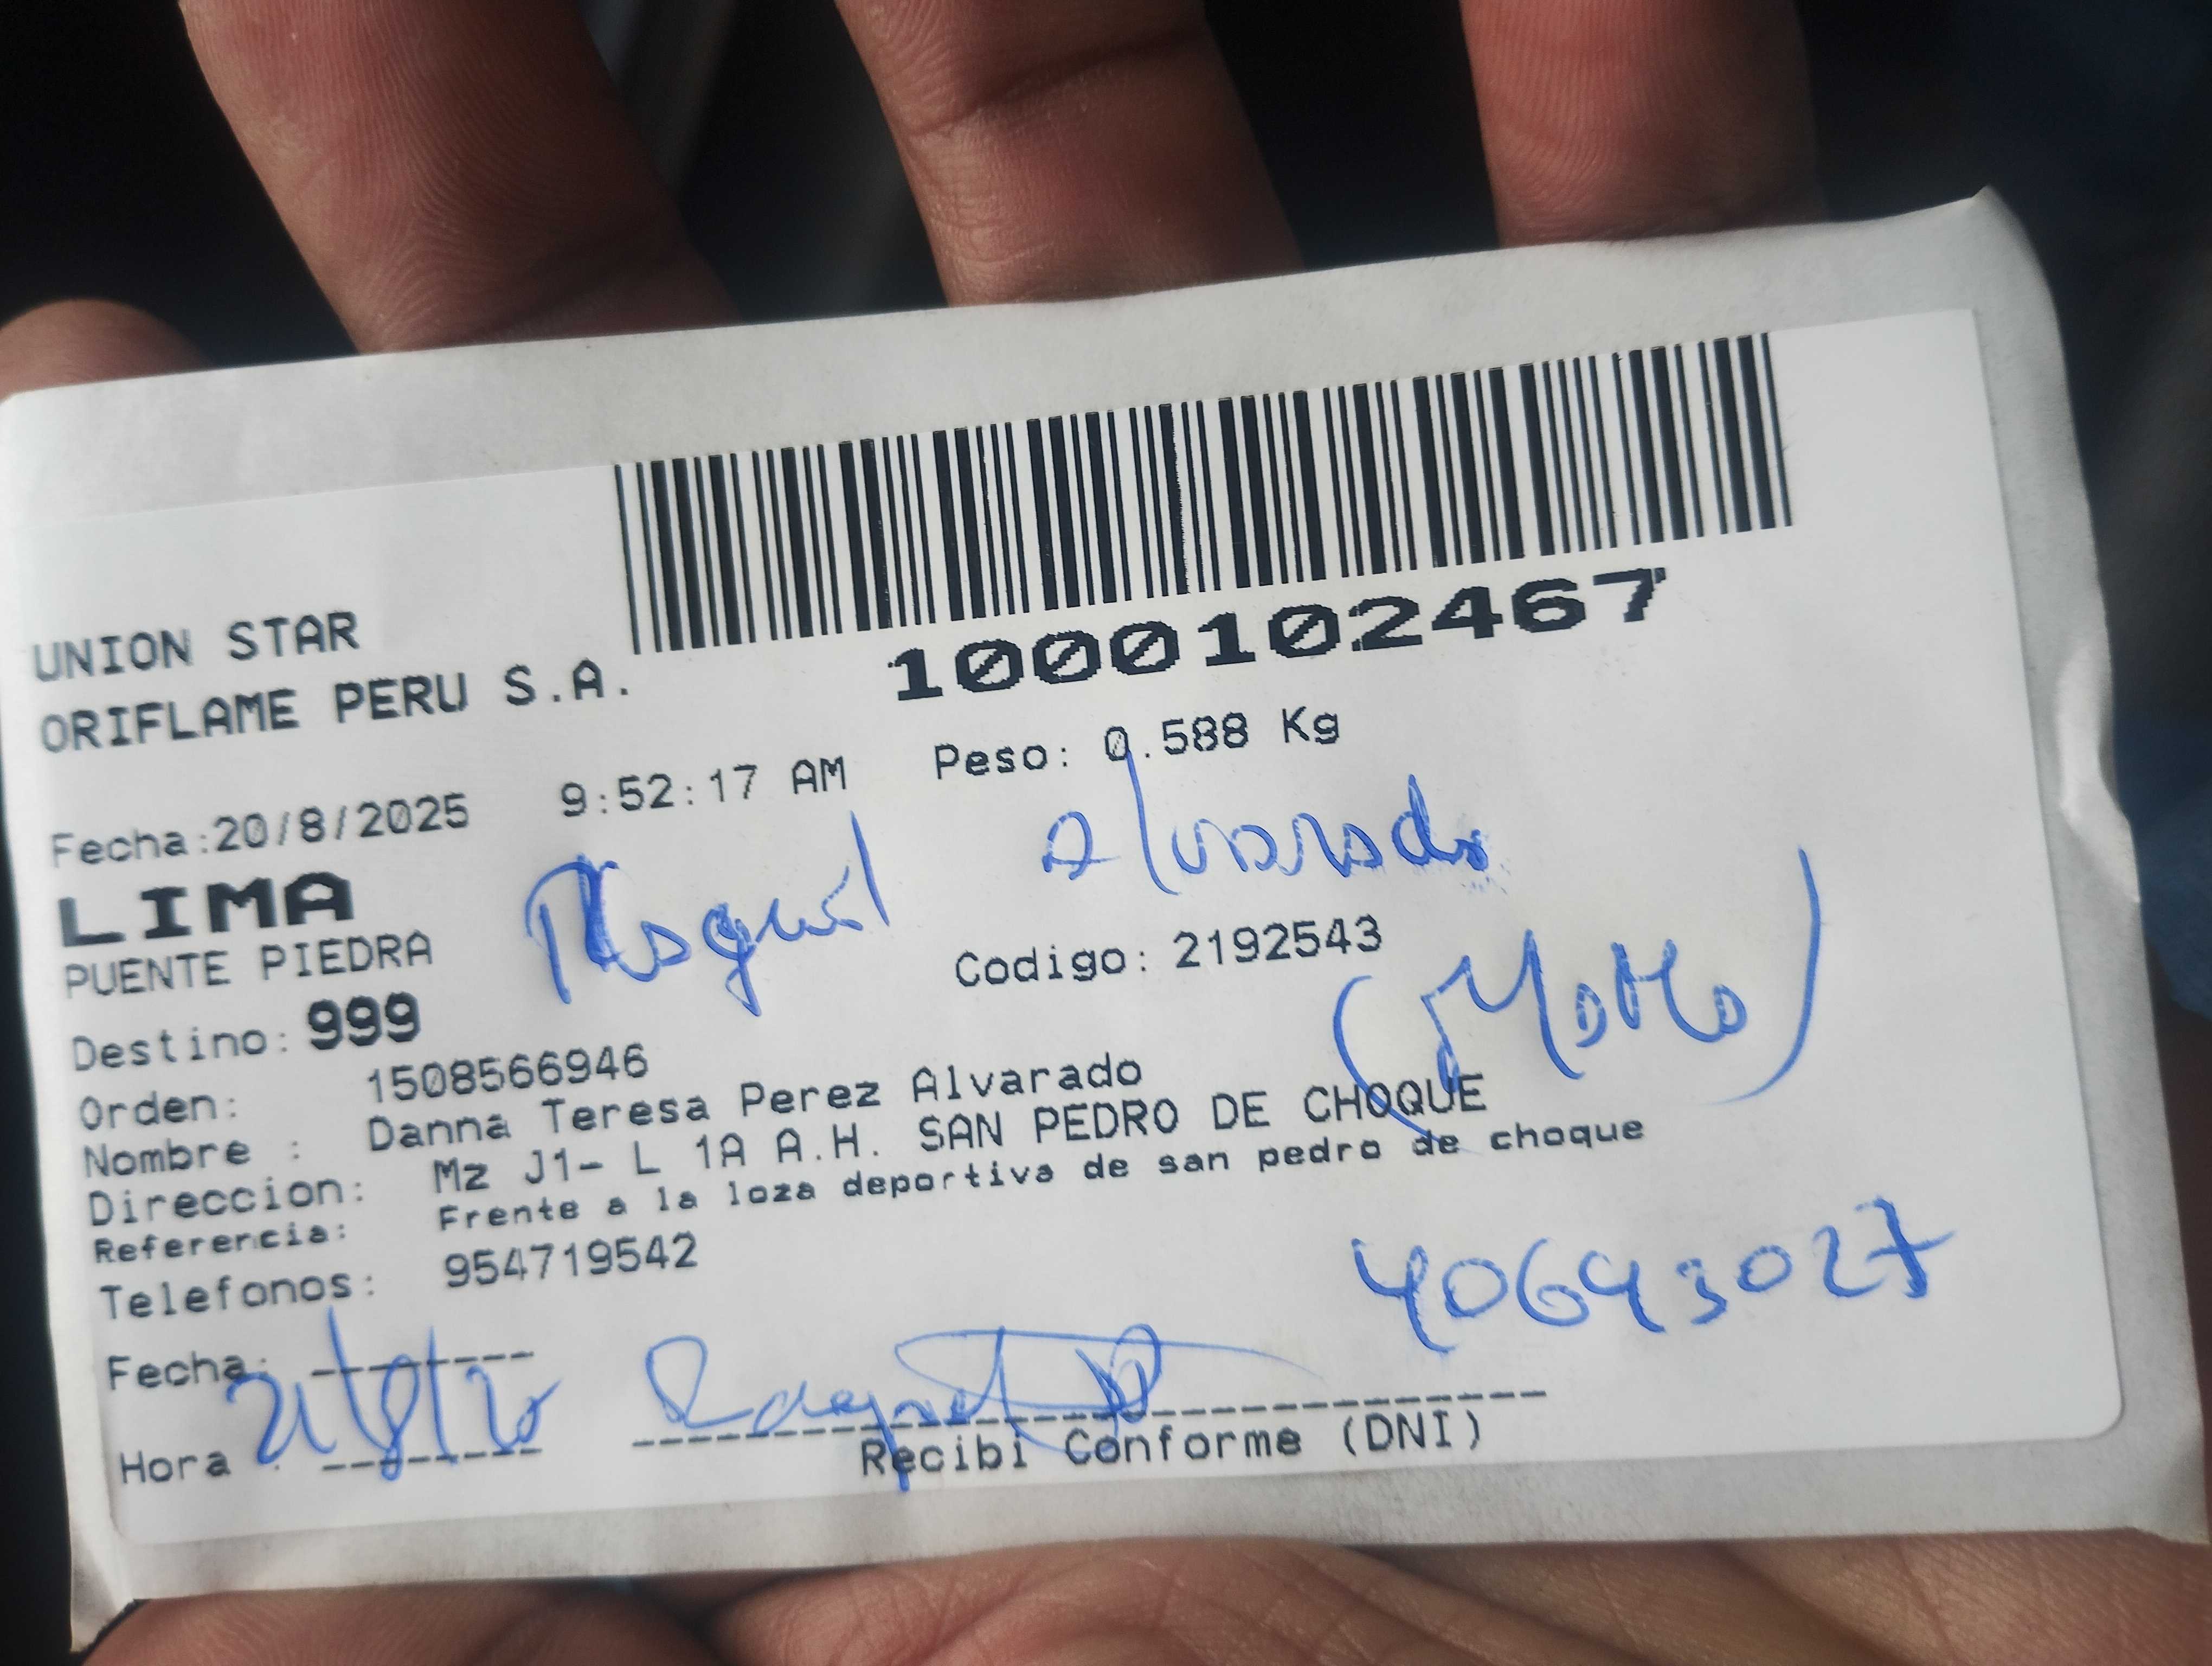 1000102467
UNION STAR
ORIFLAME PERU S.A.
Fecha:20/8/2025 9:52:17 AM Peso: 0.588 Kg
LIMA
Alvarado
PUENTE PIEDRA
Codigo: 2192543
Destino: 999
Orden: 1508566946
Nombre : Danna Teresa Perez Alvarado
Direccion: Mz J1- L 1A A.H. SAN PEDRO DE CHOQUE
Referencia: Frente a la loza deportiva de san pedro de choque
Telefonos: 954719542
40643027
Fecha:
Hora :
Recibi Conforme (DNI)